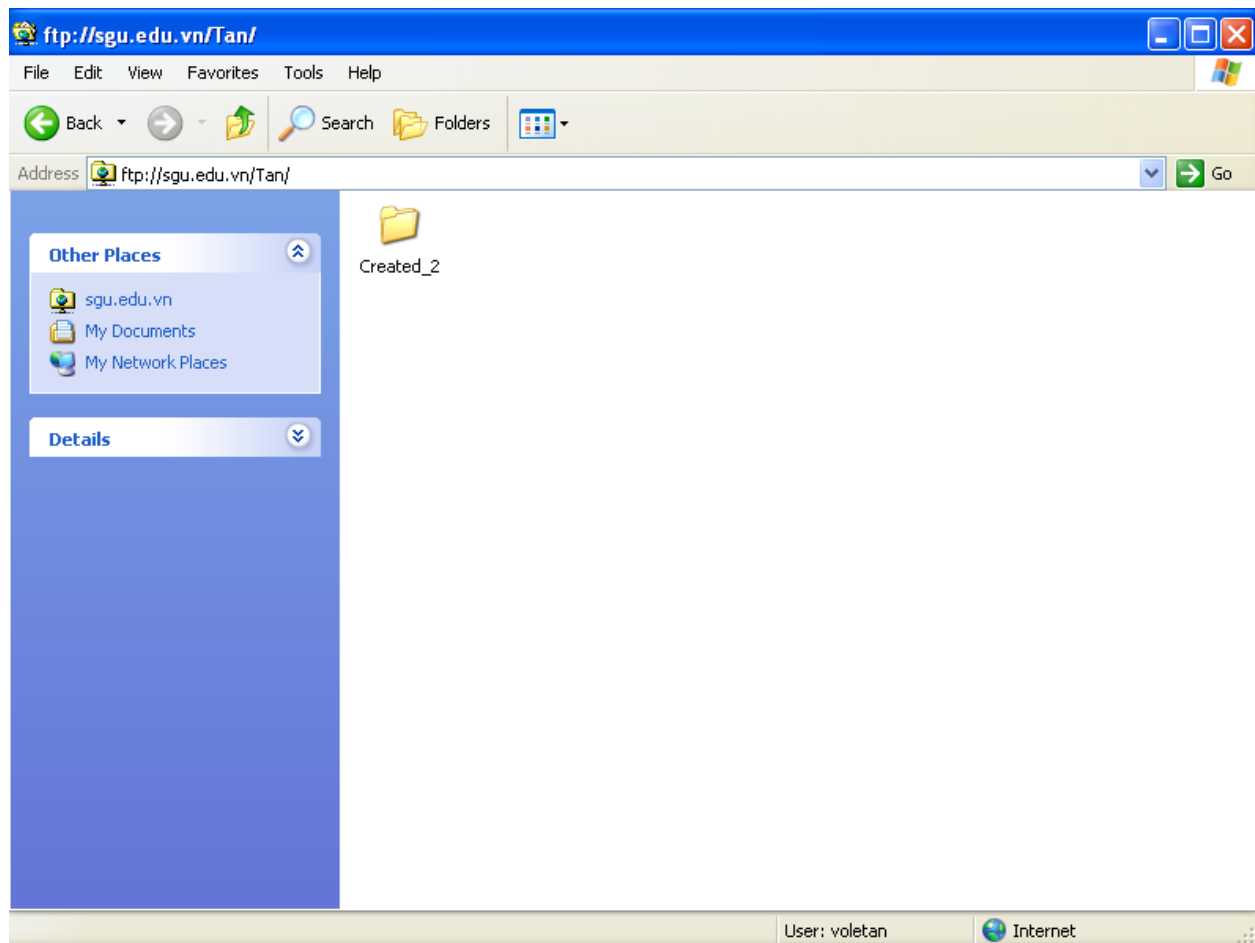 ftp://sgu.edu.vn/Tan/
File Edit View Favorites Tools Help
Back Search Folders
Address ftp://sgu.edu.vn/Tan/ Go
Other Places
sgu.edu.vn
My Documents
My Network Places
Details
Created_2
User: voletan Internet